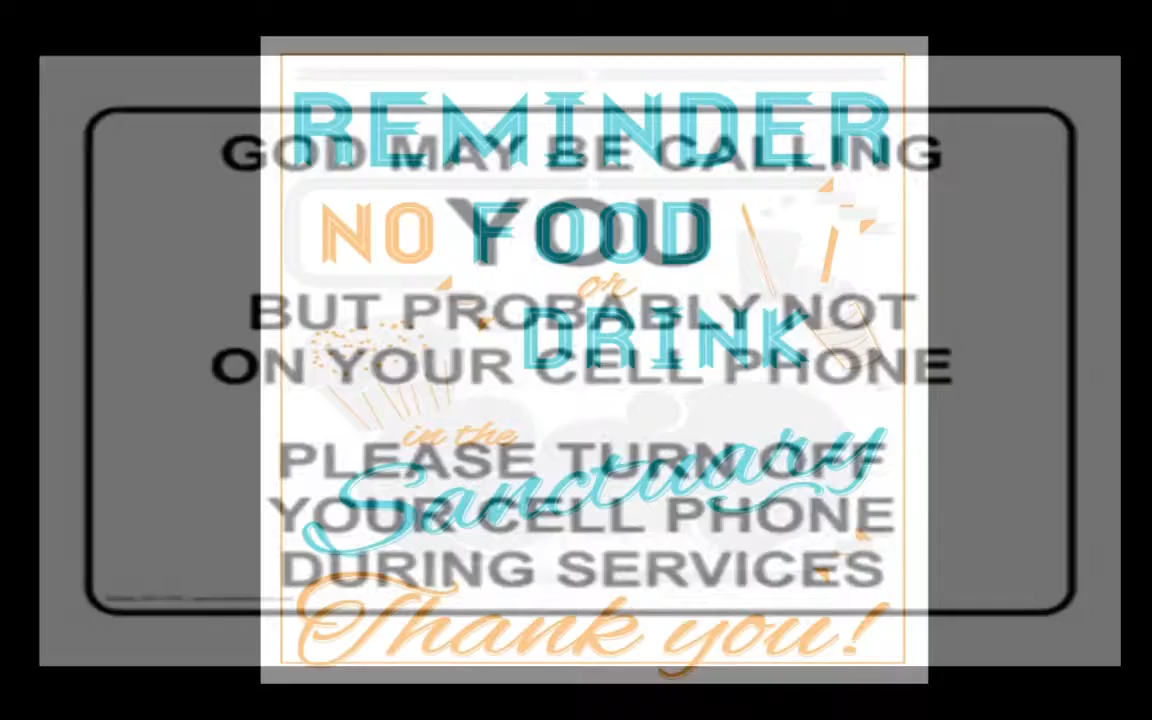 REMINDER
NO FOOD
or
DRINK
in the
Sanctuary
Thank you!
GOD MAY BE CALLING
YOU
BUT PROBABLY NOT
ON YOUR CELL PHONE
PLEASE TURN OFF
YOUR CELL PHONE
DURING SERVICES